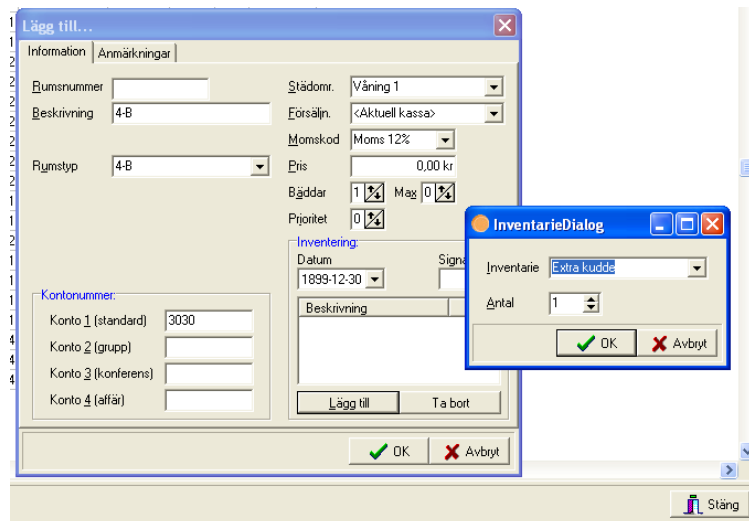 Lägg till...
Information
Anmärkningar
Rumsnummer
Beskrivning 4-B
Rumstyp 4-B
Städomr. Våning 1
Försäljn. <Aktuell kassa>
Momskod Moms 12%
Pris 0,00 kr
Bäddar 1 Max 0
Prioritet 0
Inventering:
Datum Signa
1899-12-30
Beskrivning
Lägg till Ta bort
Kontonummer:
Konto 1 (standard) 3030
Konto 2 (grupp)
Konto 3 (konferens)
Konto 4 (affär)
OK Avbryt
InventarieDialog
Inventarie Extra kudde
Antal 1
OK Avbryt
Stäng